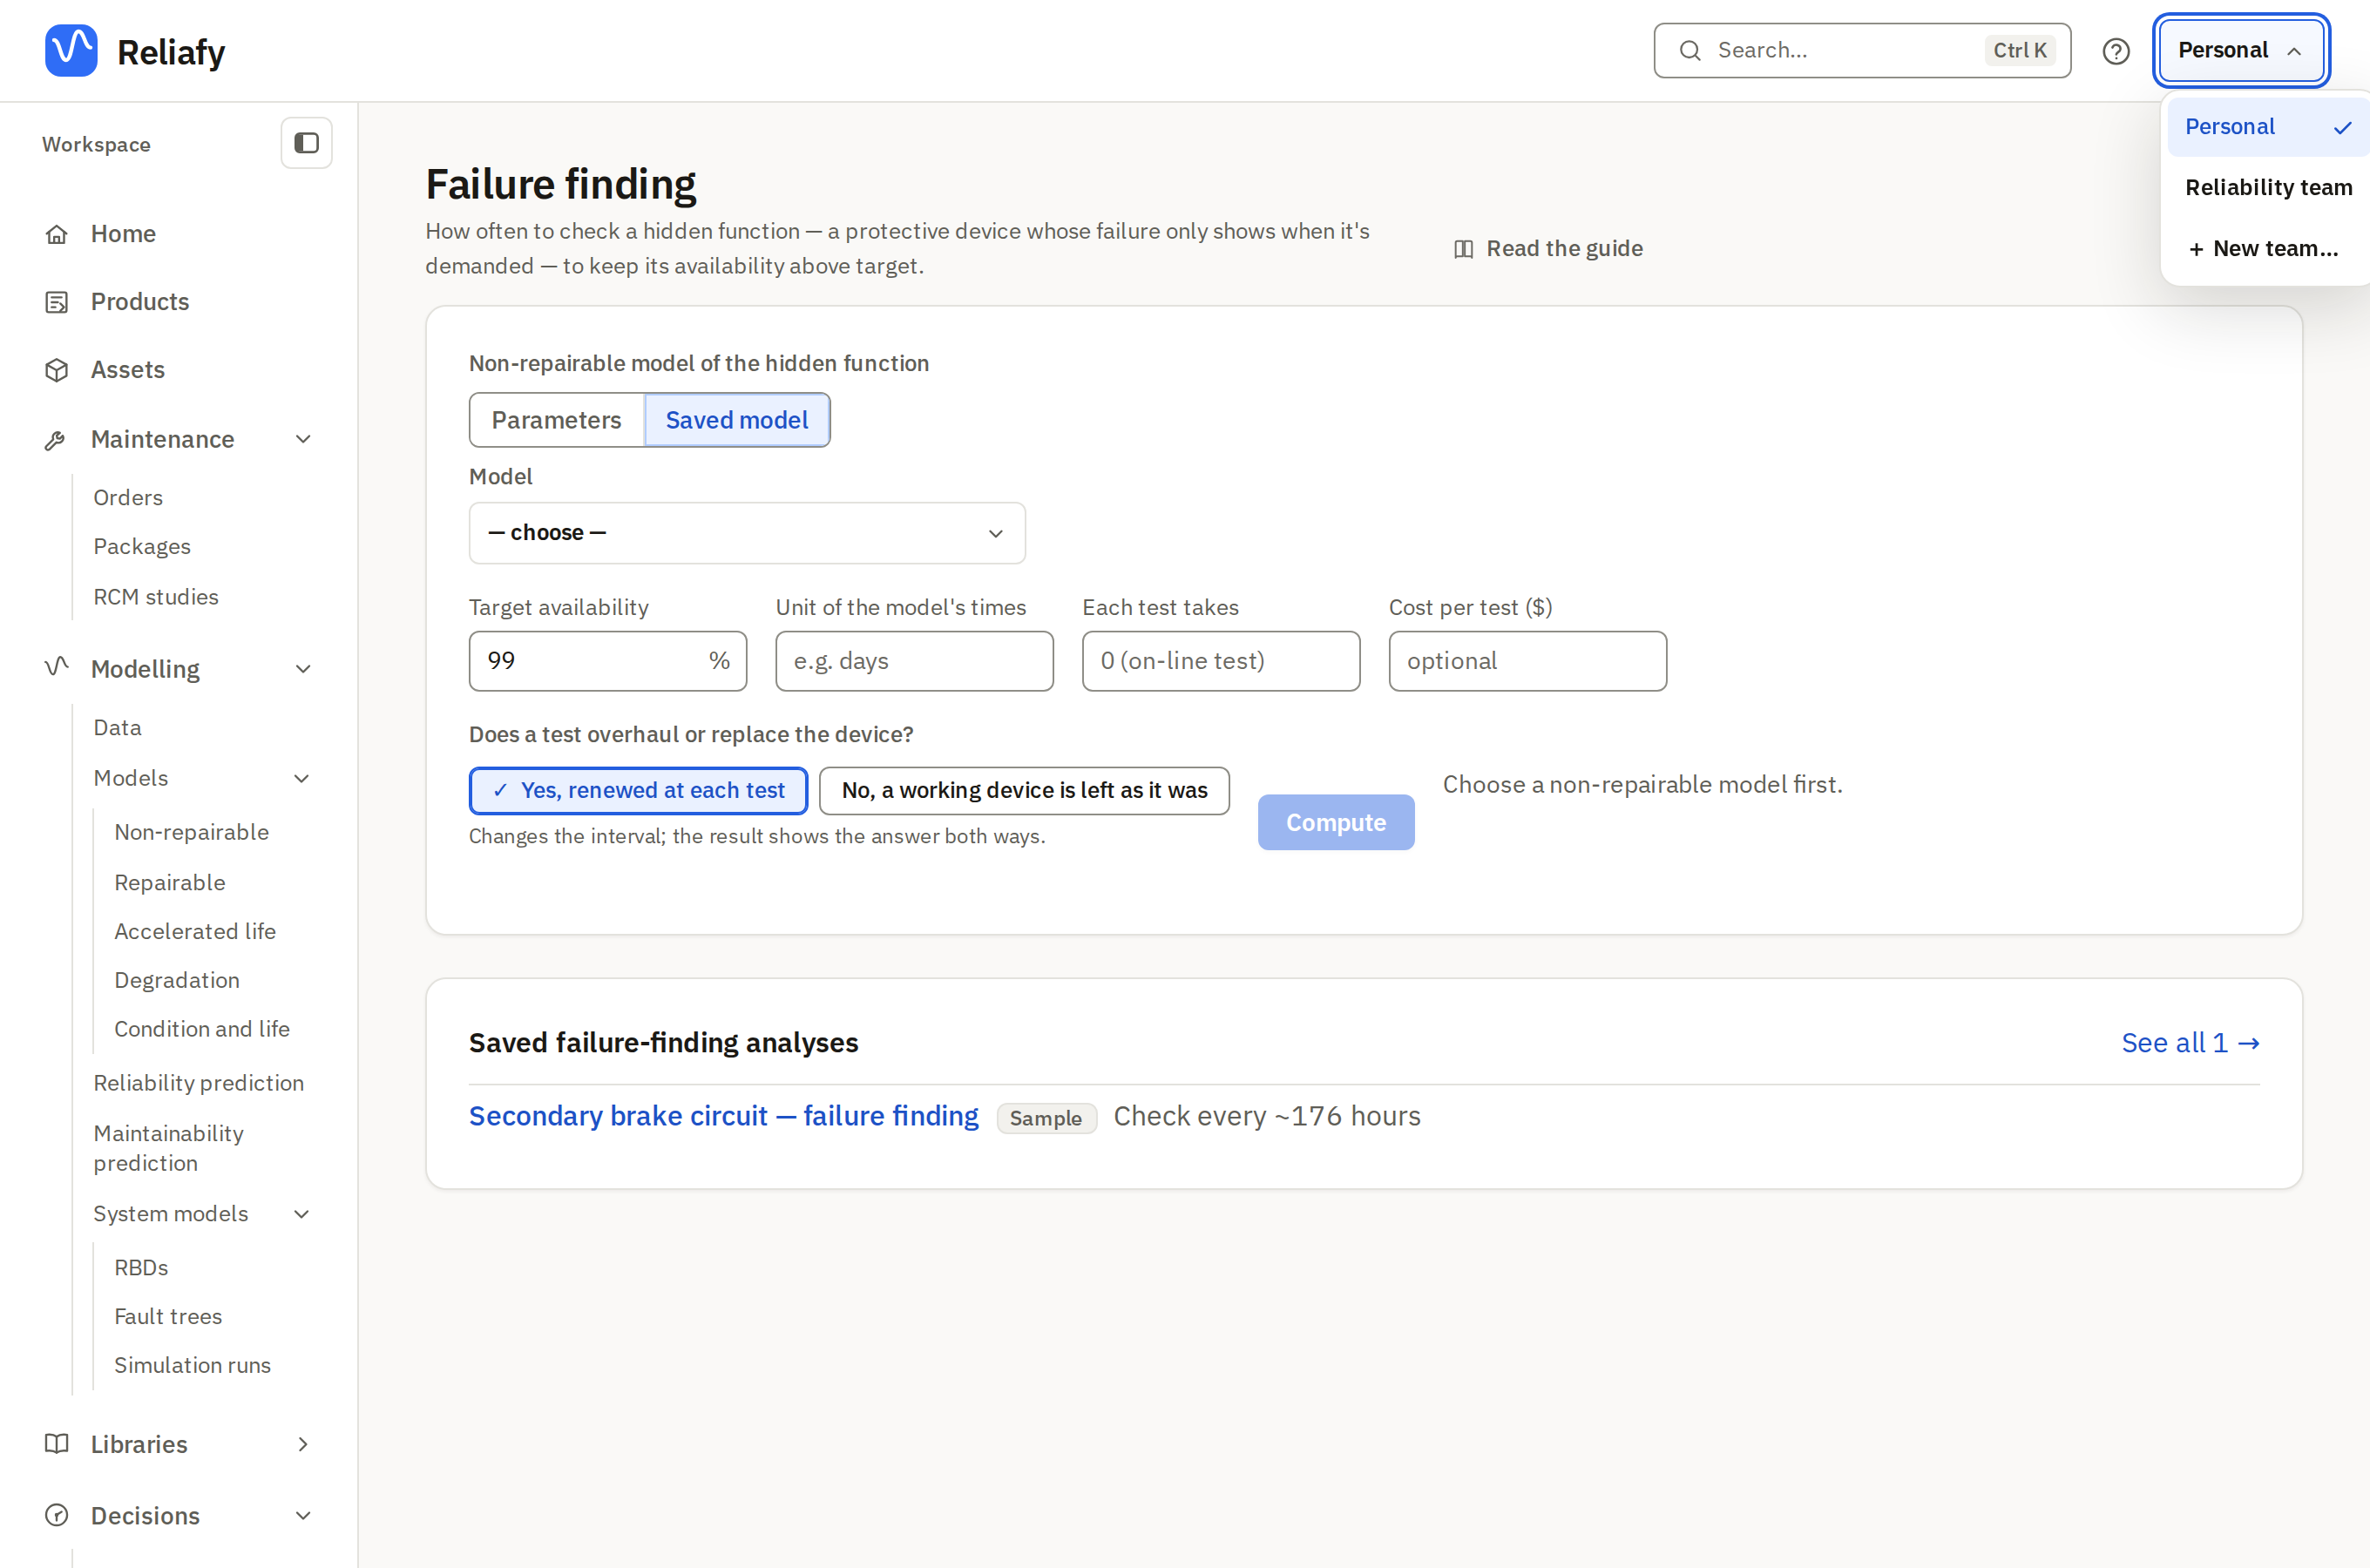 Reliafy
Search...
Ctrl K
Personal
Personal
Reliability team
+ New team...
Workspace
Home
Products
Assets
Maintenance
Orders
Packages
RCM studies
Modelling
Data
Models
Non-repairable
Repairable
Accelerated life
Degradation
Condition and life
Reliability prediction
Maintainability
prediction
System models
RBDs
Fault trees
Simulation runs
Libraries
Decisions
Failure finding
How often to check a hidden function — a protective device whose failure only shows when it's
demanded — to keep its availability above target.
Read the guide
Non-repairable model of the hidden function
Parameters
Saved model
Model
— choose —
Target availability
Unit of the model's times
Each test takes
Cost per test ($)
99
%
e.g. days
0 (on-line test)
optional
Does a test overhaul or replace the device?
✓ Yes, renewed at each test
No, a working device is left as it was
Changes the interval; the result shows the answer both ways.
Compute
Choose a non-repairable model first.
Saved failure-finding analyses
See all 1 →
Secondary brake circuit — failure finding
Sample
Check every ~176 hours